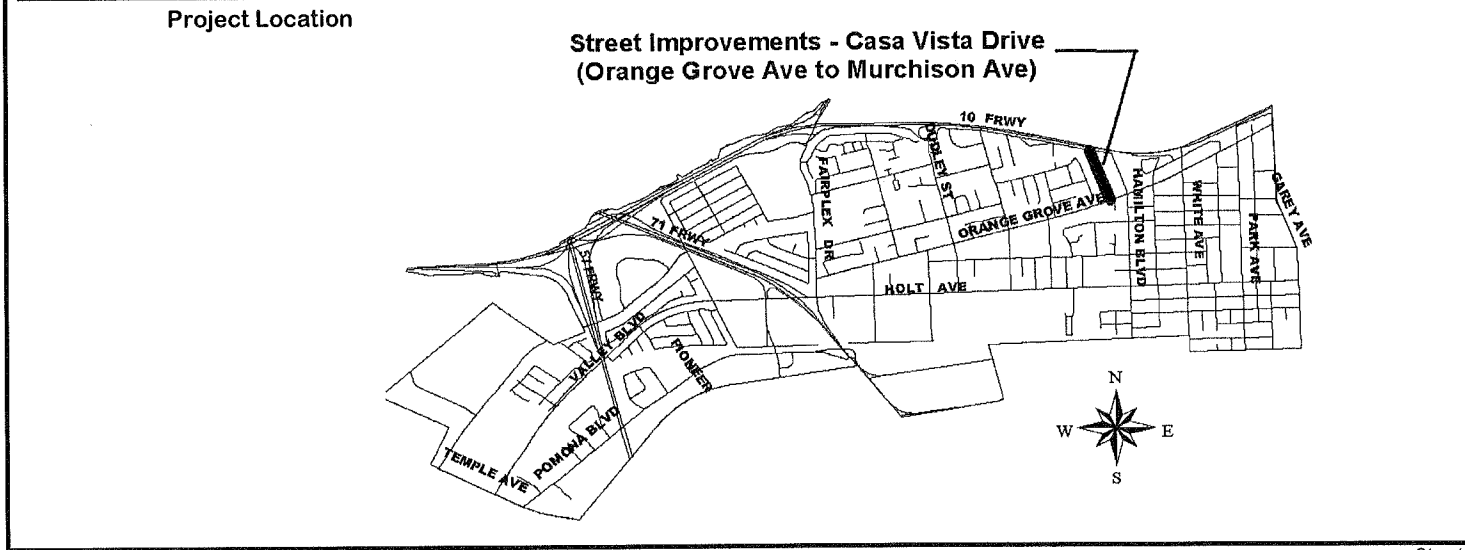 Project Location
Street Improvements - Casa Vista Drive
(Orange Grove Ave to Murchison Ave)
10 FRWY
DUDLEY ST
FAIRPLEX DR
HAMILTON BLVD
WHITE AVE
PARK AVE
GAREY AVE
ORANGE GROVE AVE
71 FRWY
57 FRWY
HOLT AVE
VALLEY BLVD
PIONEER
POMONA BLVD
TEMPLE AVE
N
W
E
S